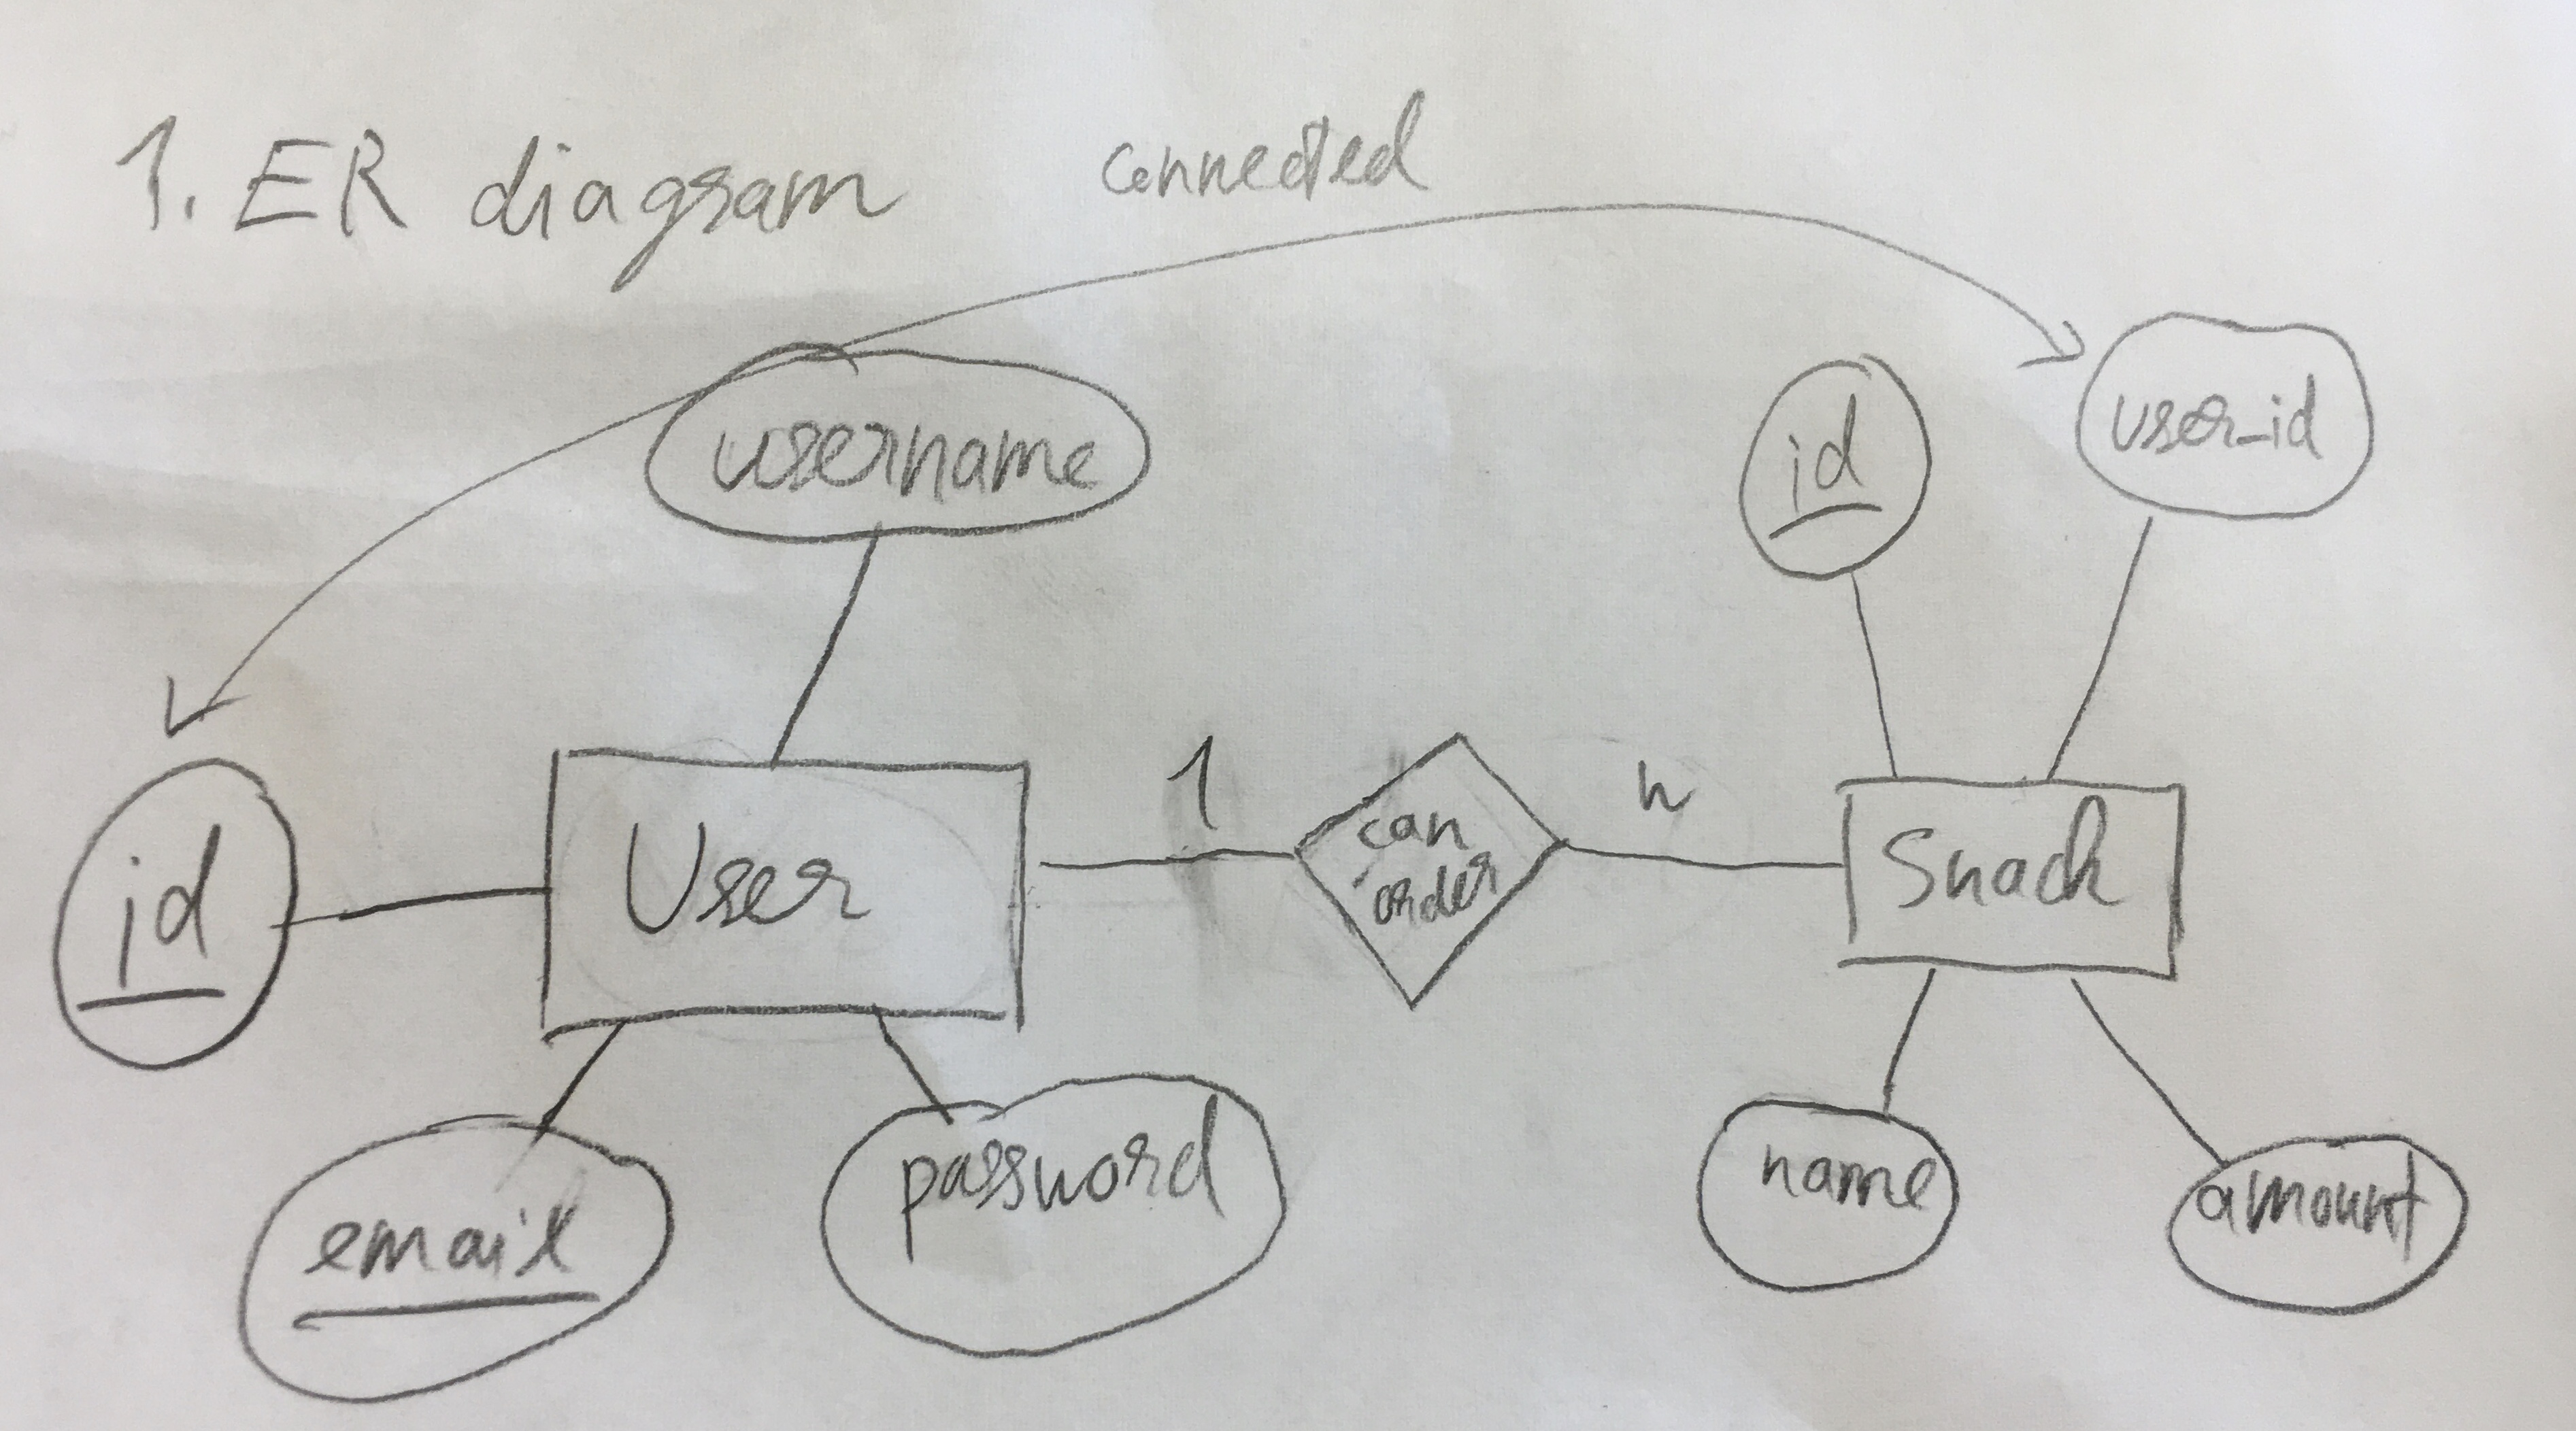 1. ER diagram
connected
username
id
user_id
id
User
1
can
order
n
Snack
email
password
name
amount